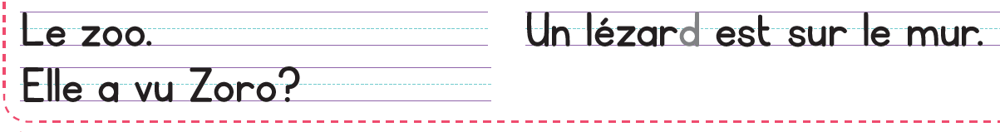 Le zoo.
Elle a vu Zoro?
Un lézard est sur le mur.